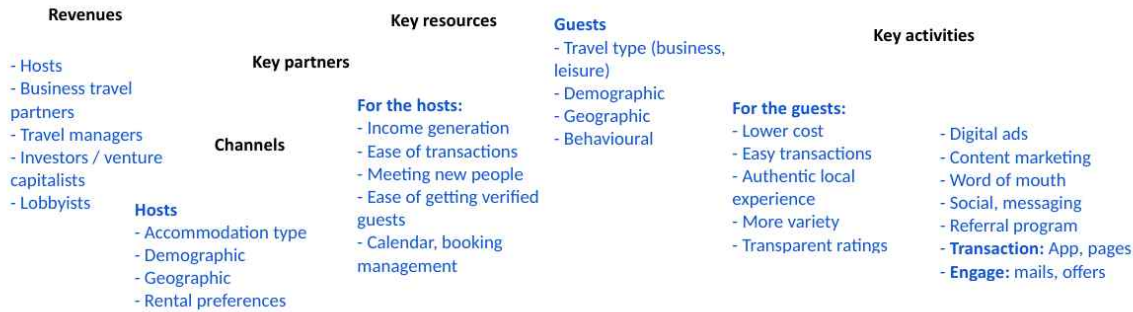 Revenues
- Hosts
- Business travel
partners
- Travel managers
- Investors / venture
capitalists
- Lobbyists
Key partners
Channels
Hosts
- Accommodation type
- Demographic
- Geographic
- Rental preferences
Key resources
For the hosts:
- Income generation
- Ease of transactions
- Meeting new people
- Ease of getting verified
guests
- Calendar, booking
management
Guests
- Travel type (business,
leisure)
- Demographic
- Geographic
- Behavioural
Key activities
For the guests:
- Lower cost
- Easy transactions
- Authentic local
experience
- More variety
- Transparent ratings
- Digital ads
- Content marketing
- Word of mouth
- Social, messaging
- Referral program
- Transaction: App, pages
- Engage: mails, offers